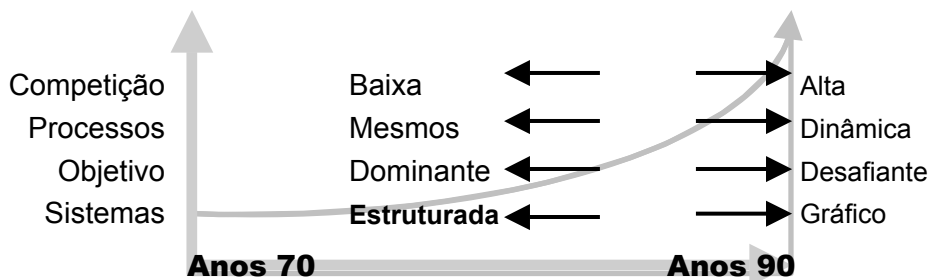 Competição Baixa Alta
Processos Mesmos Dinâmica
Objetivo Dominante Desafiante
Sistemas Estruturada Gráfico
Anos 70 Anos 90